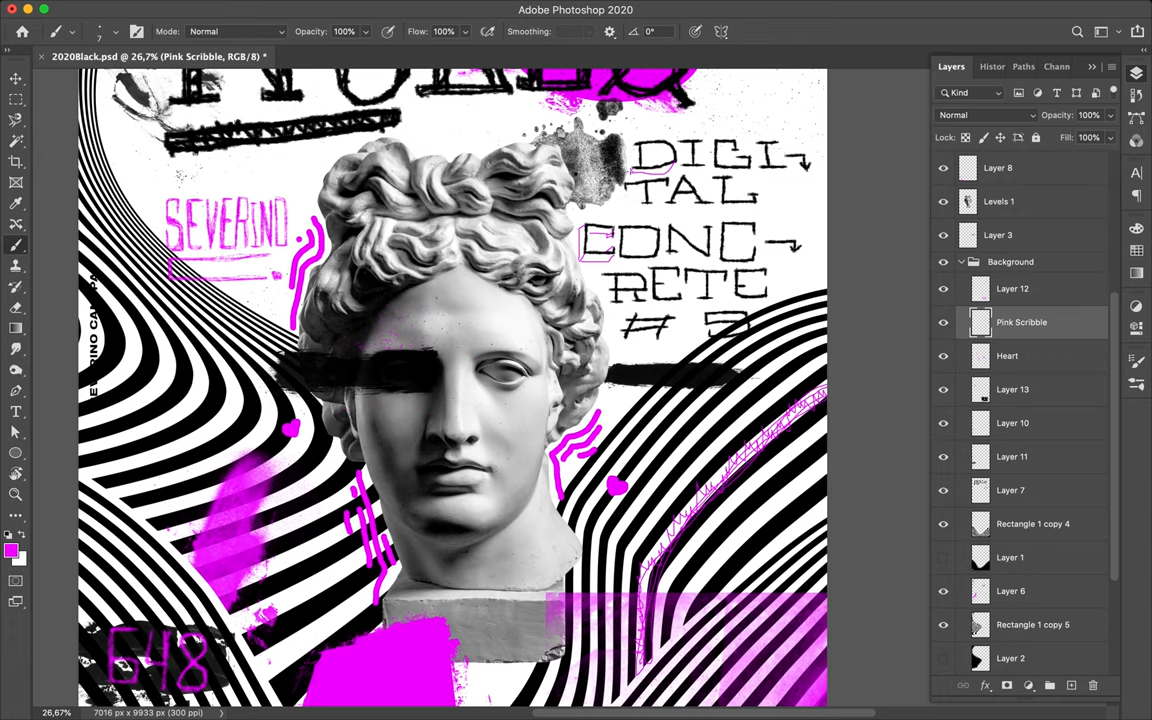 Adobe Photoshop 2020
7
Mode: Normal
Opacity: 100%
Flow: 100%
Smoothing:
0°
2020Black.psd @ 26,7% (Pink Scribble, RGB/8) *
Layers
Histor
Paths
Chann
Kind
Normal
Opacity: 100%
Lock:
Fill: 100%
Layer 8
Levels 1
Layer 3
Background
Layer 12
Pink Scribble
Heart
Layer 13
Layer 10
Layer 11
Layer 7
Rectangle 1 copy 4
Layer 1
Layer 6
Rectangle 1 copy 5
Layer 2
DIGI
TAL
CONC
RETE
# 3
SEVERINO
648
26,67%
7016 px x 9933 px (300 ppi)